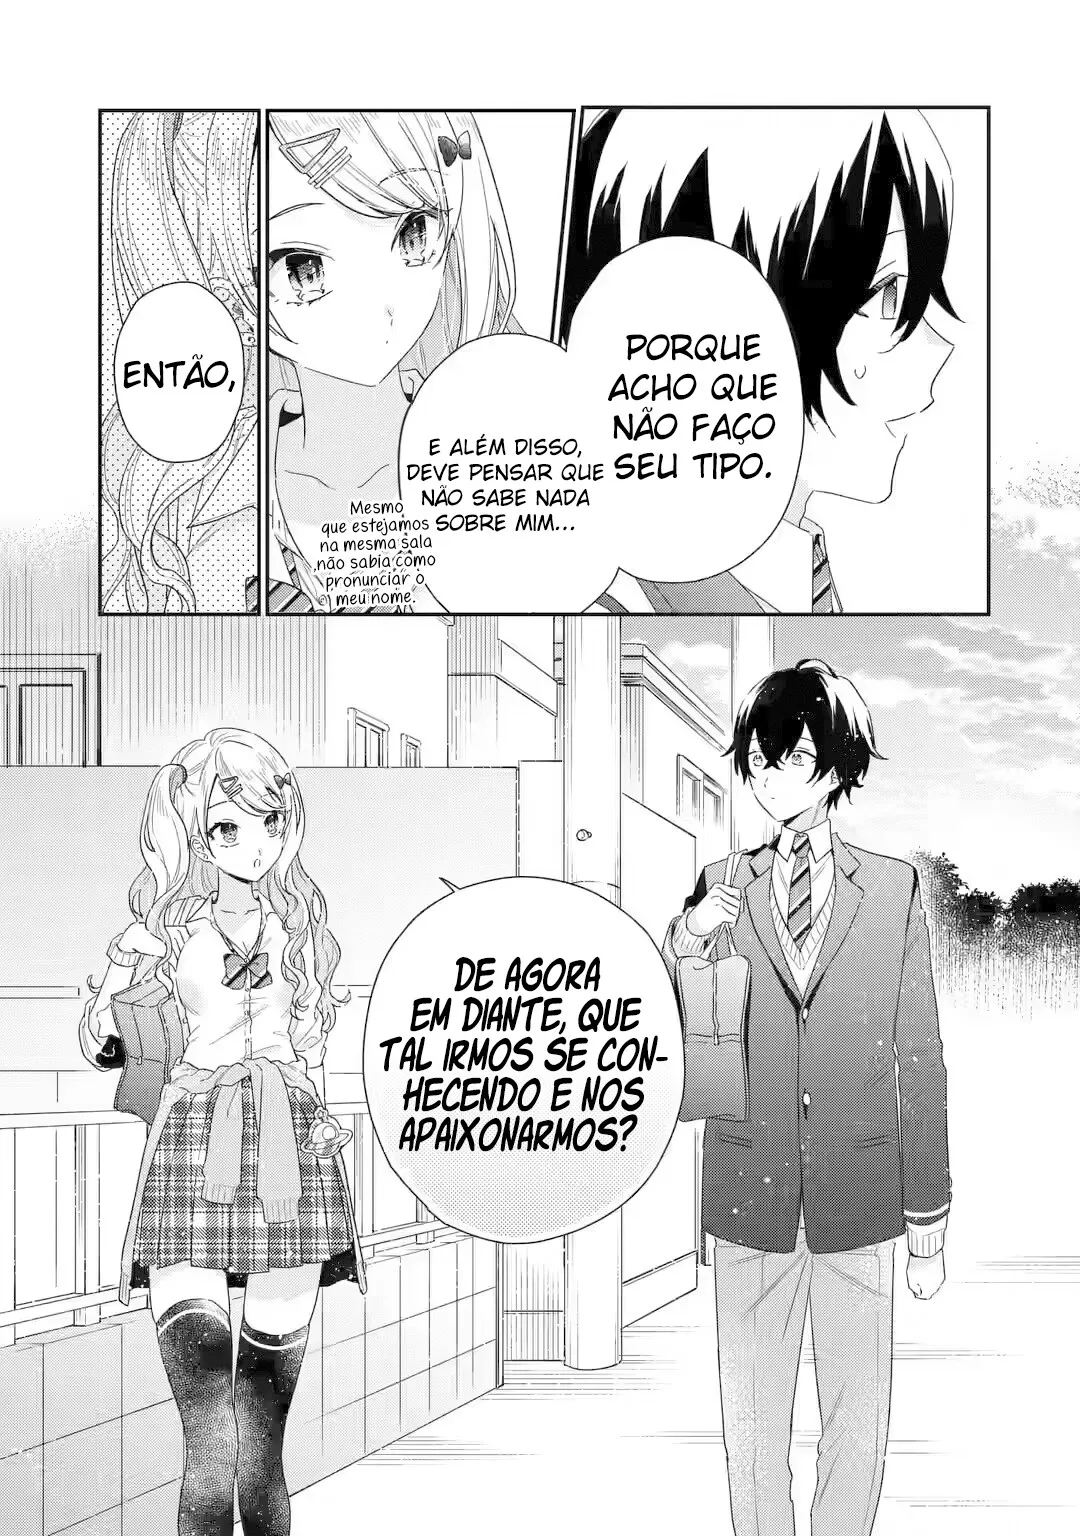 PORQUE
ACHO QUE
NÃO FAÇO
SEU TIPO.
E ALÉM DISSO,
DEVE PENSAR QUE
NÃO SABE NADA
SOBRE MIM...
Mesmo
que estejamos
na mesma sala
não sabia como
pronunciar o
meu nome.
ENTÃO,
DE AGORA
EM DIANTE, QUE
TAL IRMOS SE CON-
HECENDO E NOS
APAIXONARMOS?